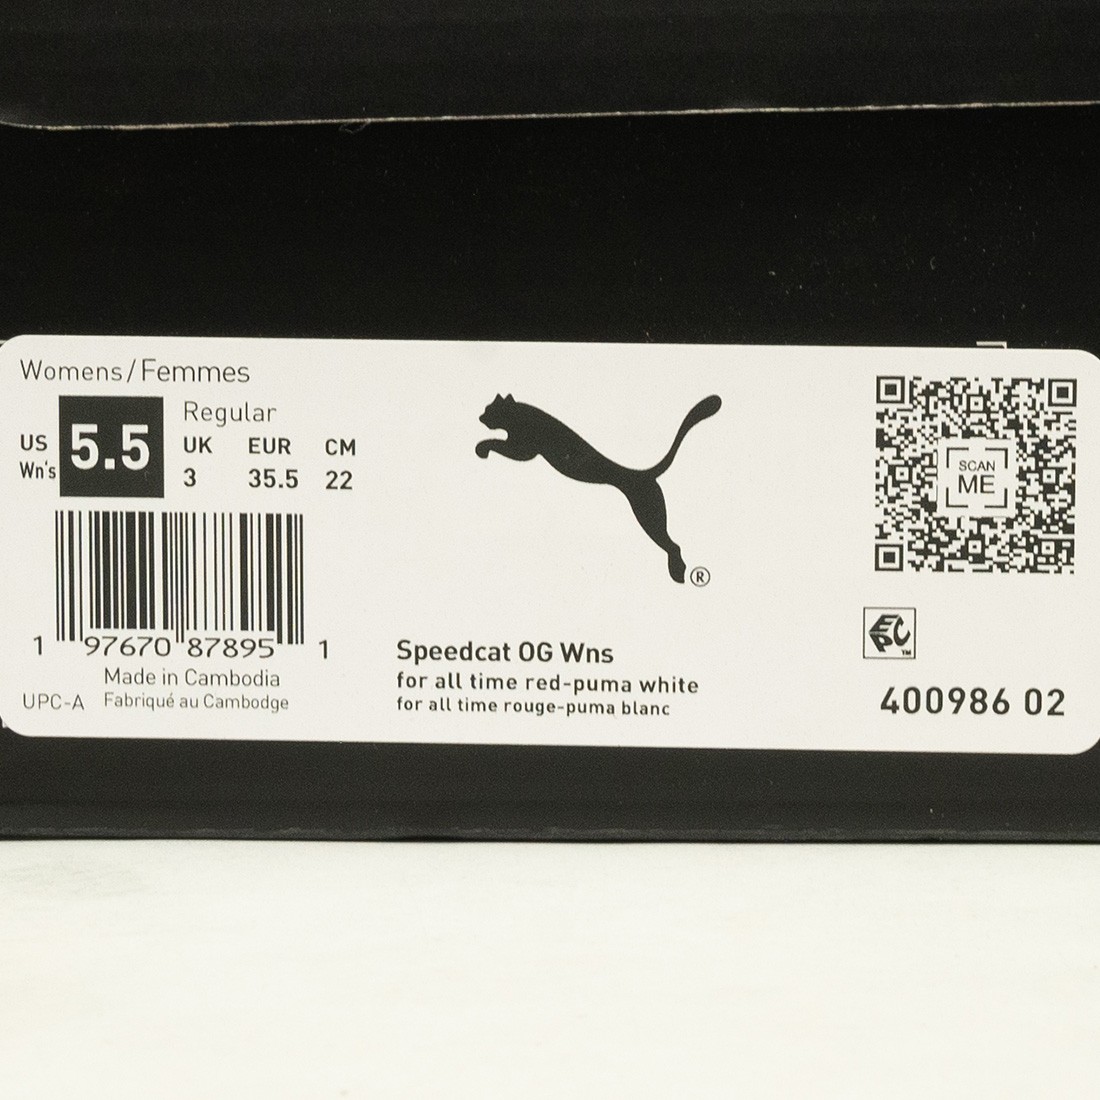 Womens/Femmes
US
Wn's
5.5
Regular
UK EUR CM
3 35.5 22
1 97670 87895 1
Made in Cambodia
UPC-A Fabriqué au Cambodge
®
Speedcat OG Wns
for all time red-puma white
for all time rouge-puma blanc
SCAN
ME
EPC™
400986 02